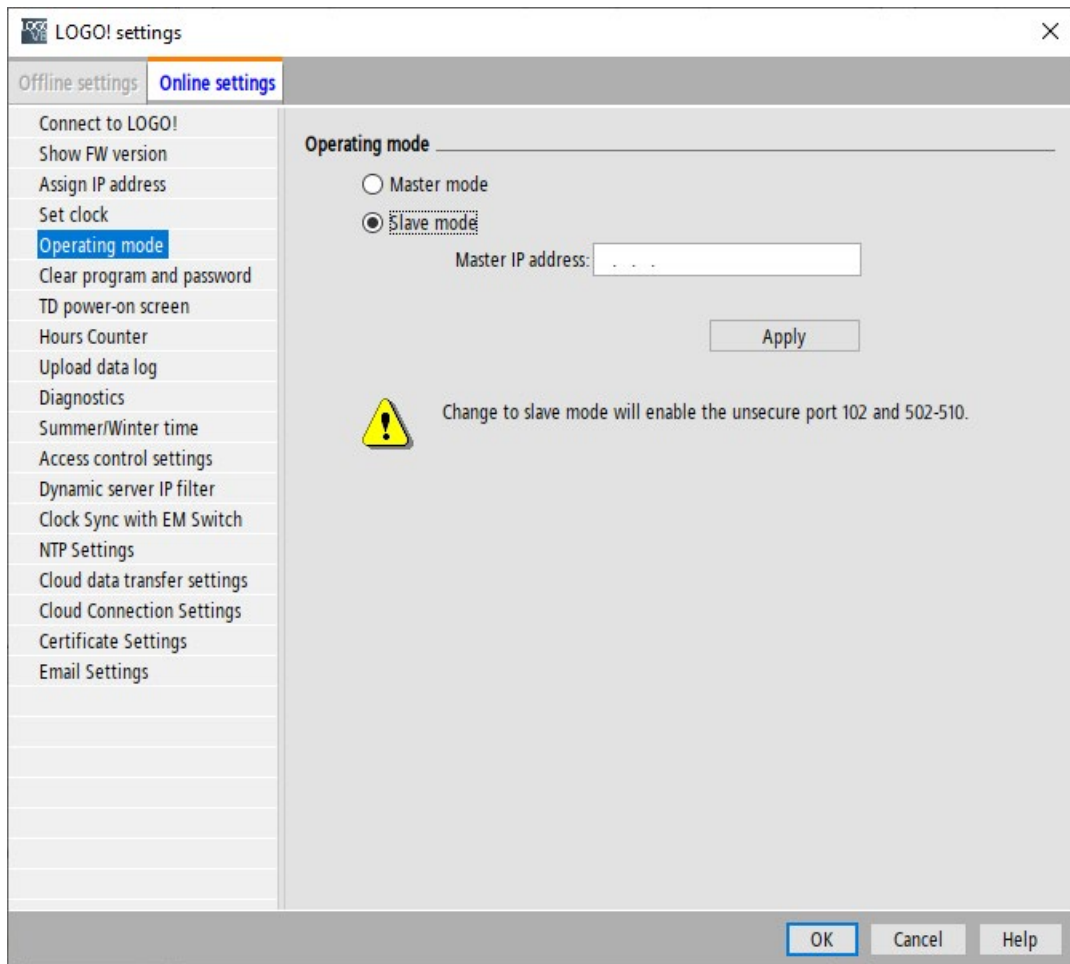 LOGO! settings
Offline settings
Online settings
Connect to LOGO!
Show FW version
Assign IP address
Set clock
Operating mode
Clear program and password
TD power-on screen
Hours Counter
Upload data log
Diagnostics
Summer/Winter time
Access control settings
Dynamic server IP filter
Clock Sync with EM Switch
NTP Settings
Cloud data transfer settings
Cloud Connection Settings
Certificate Settings
Email Settings
Operating mode
Master mode
Slave mode
Master IP address: . . .
Apply
Change to slave mode will enable the unsecure port 102 and 502-510.
OK
Cancel
Help